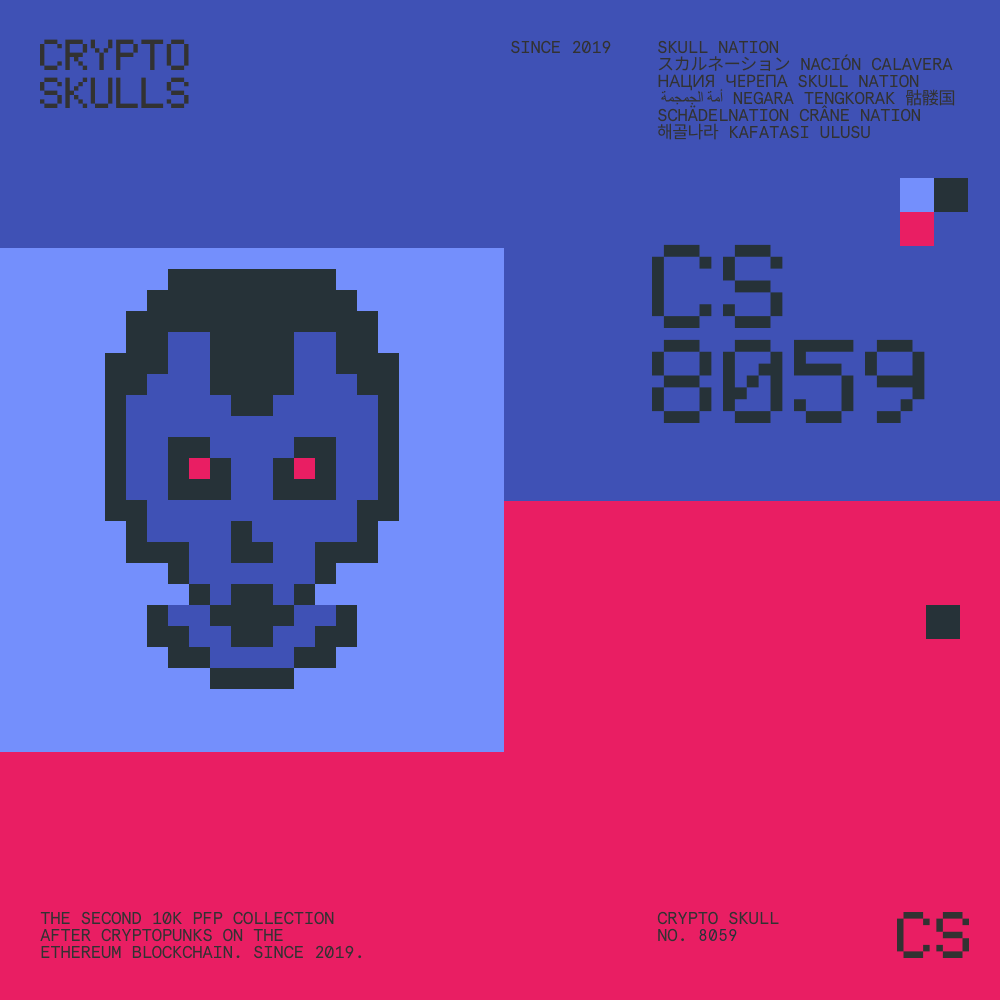 CRYPTO
SKULLS
SINCE 2019
SKULL NATION
スカルネーション NACIÓN CALAVERA
НАЦИЯ ЧЕРЕПА SKULL NATION
أمة الجمجمة NEGARA TENGKORAK 骷髅国
SCHÄDELNATION CRÂNE NATION
해골나라 KAFATASI ULUSU
CS
8059
THE SECOND 10K PFP COLLECTION
AFTER CRYPTOPUNKS ON THE
ETHEREUM BLOCKCHAIN. SINCE 2019.
CRYPTO SKULL
NO. 8059
CS